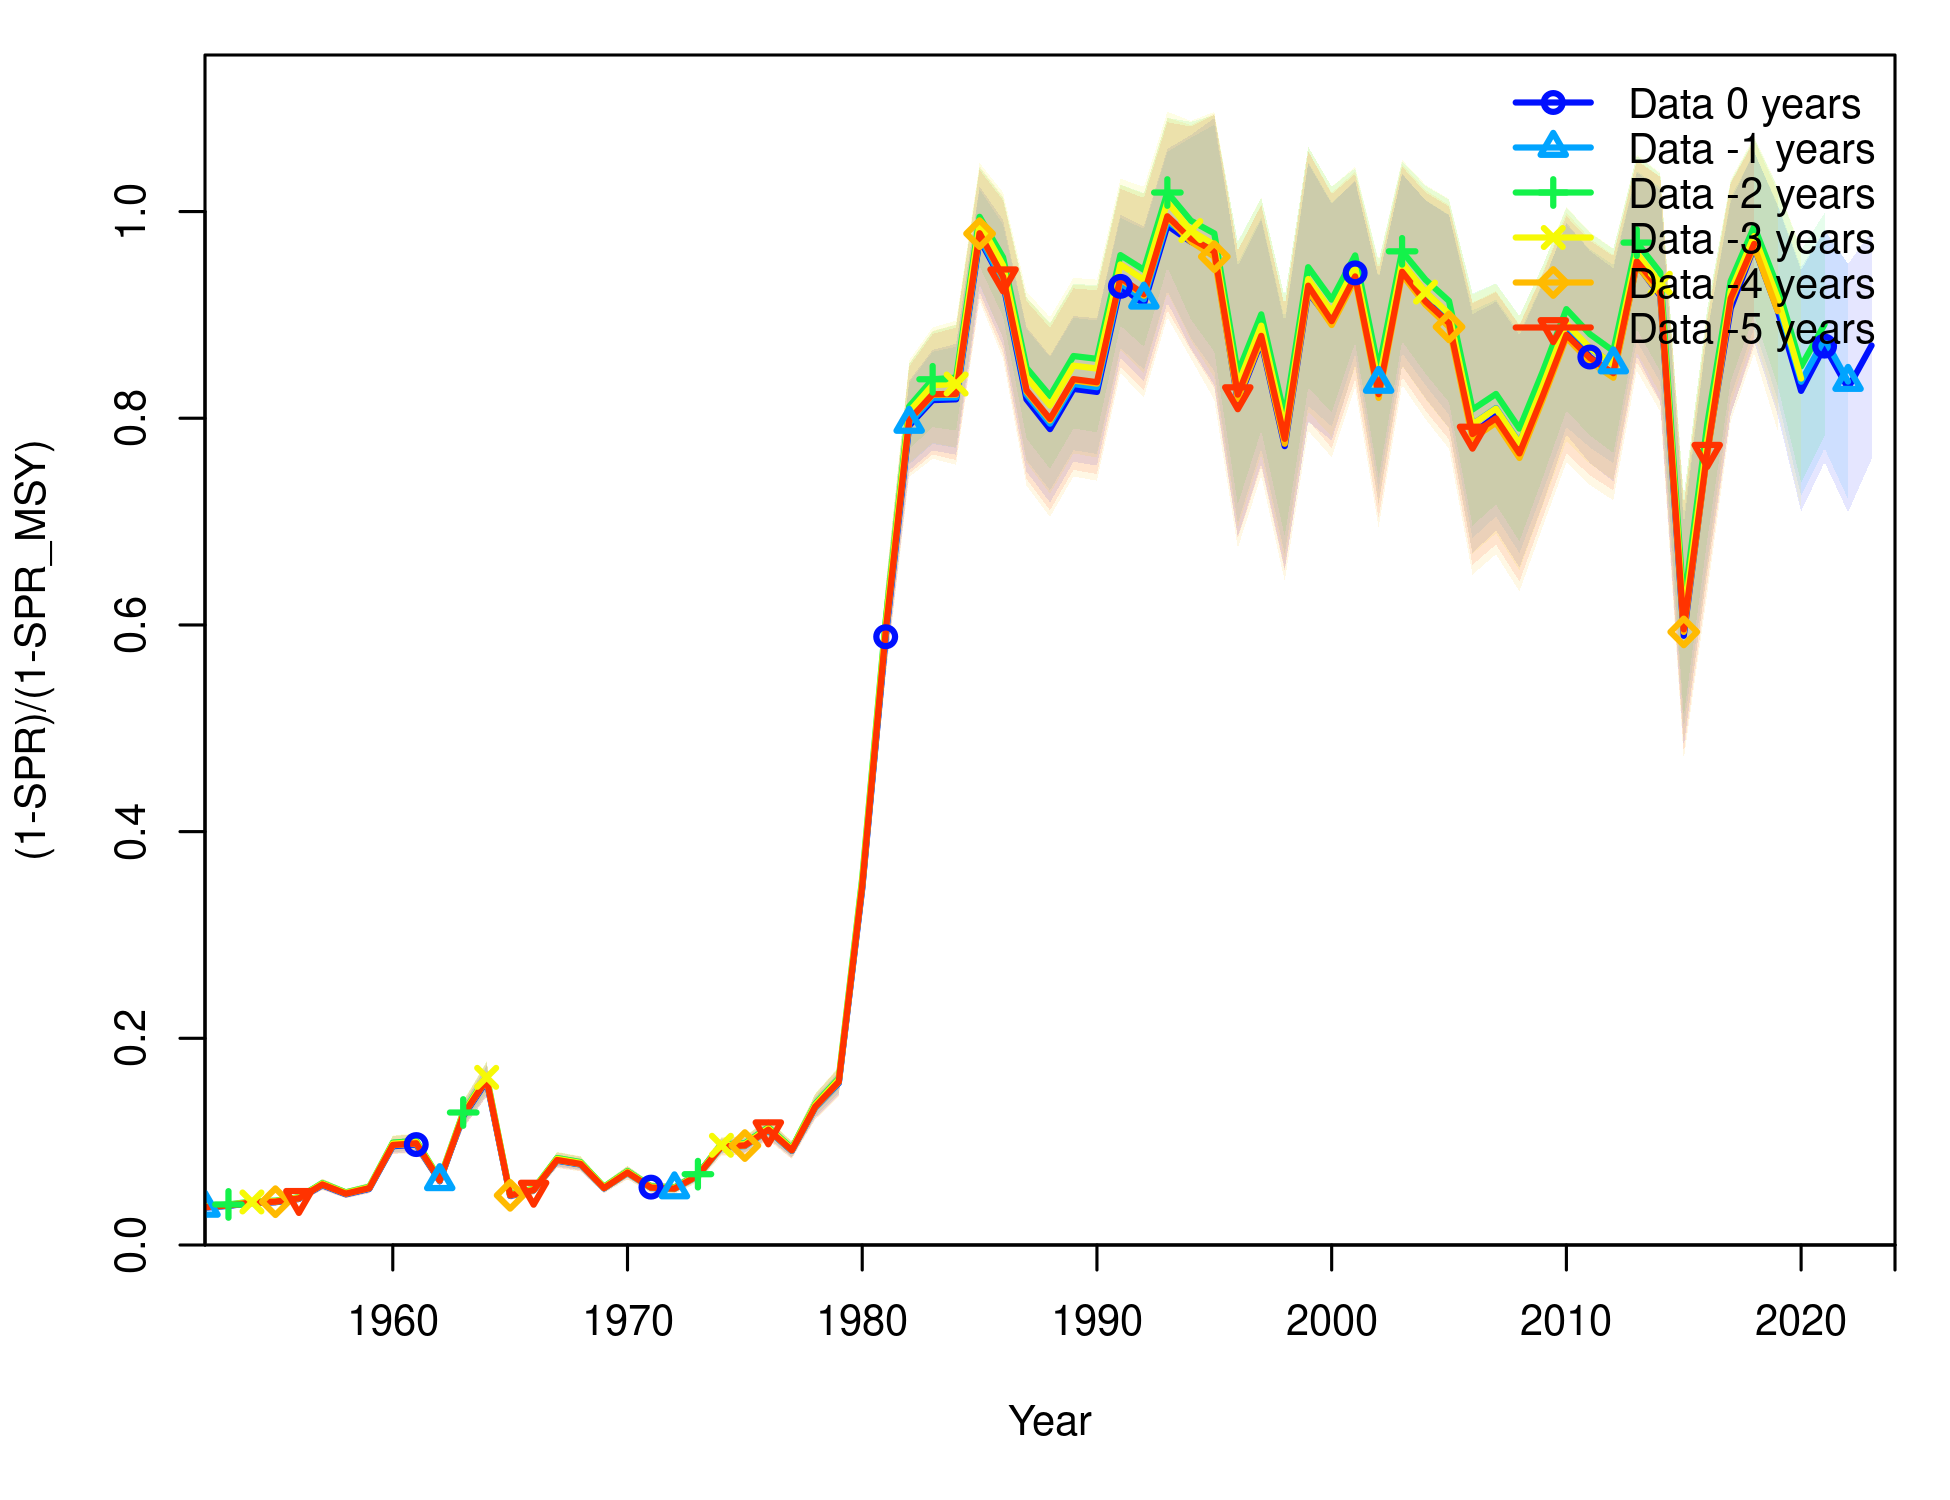 Data 0 years
Data -1 years
Data -2 years
Data -3 years
Data -4 years
Data -5 years
1.0
0.8
0.6
0.4
0.2
0.0
(1-SPR)/(1-SPR_MSY)
1960 1970 1980 1990 2000 2010 2020
Year